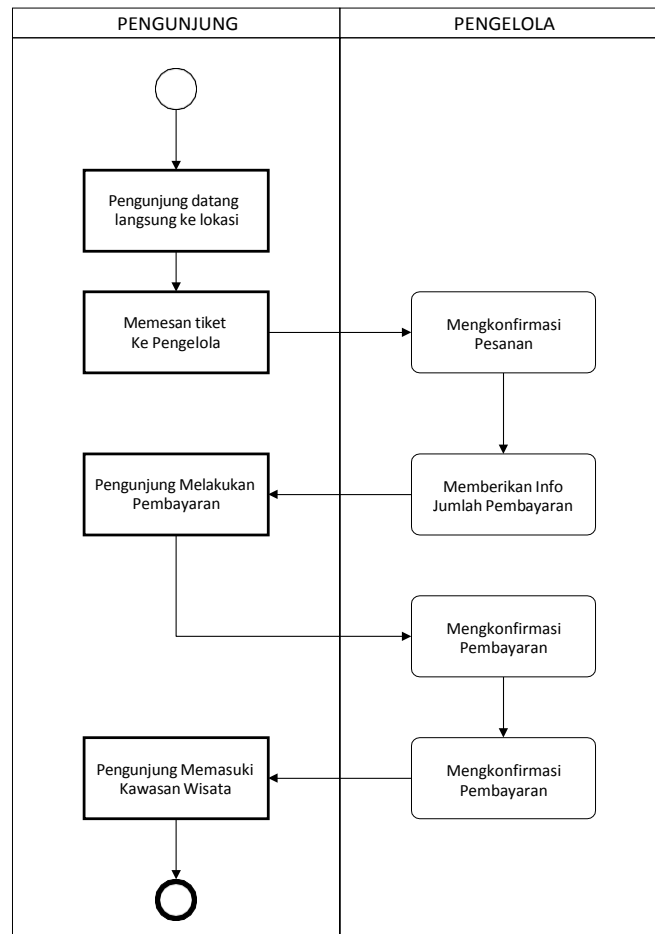 PENGUNJUNG
PENGELOLA
Pengunjung datang
langsung ke lokasi
Memesan tiket
Ke Pengelola
Mengkonfirmasi
Pesanan
Memberikan Info
Jumlah Pembayaran
Pengunjung Melakukan
Pembayaran
Mengkonfirmasi
Pembayaran
Mengkonfirmasi
Pembayaran
Pengunjung Memasuki
Kawasan Wisata